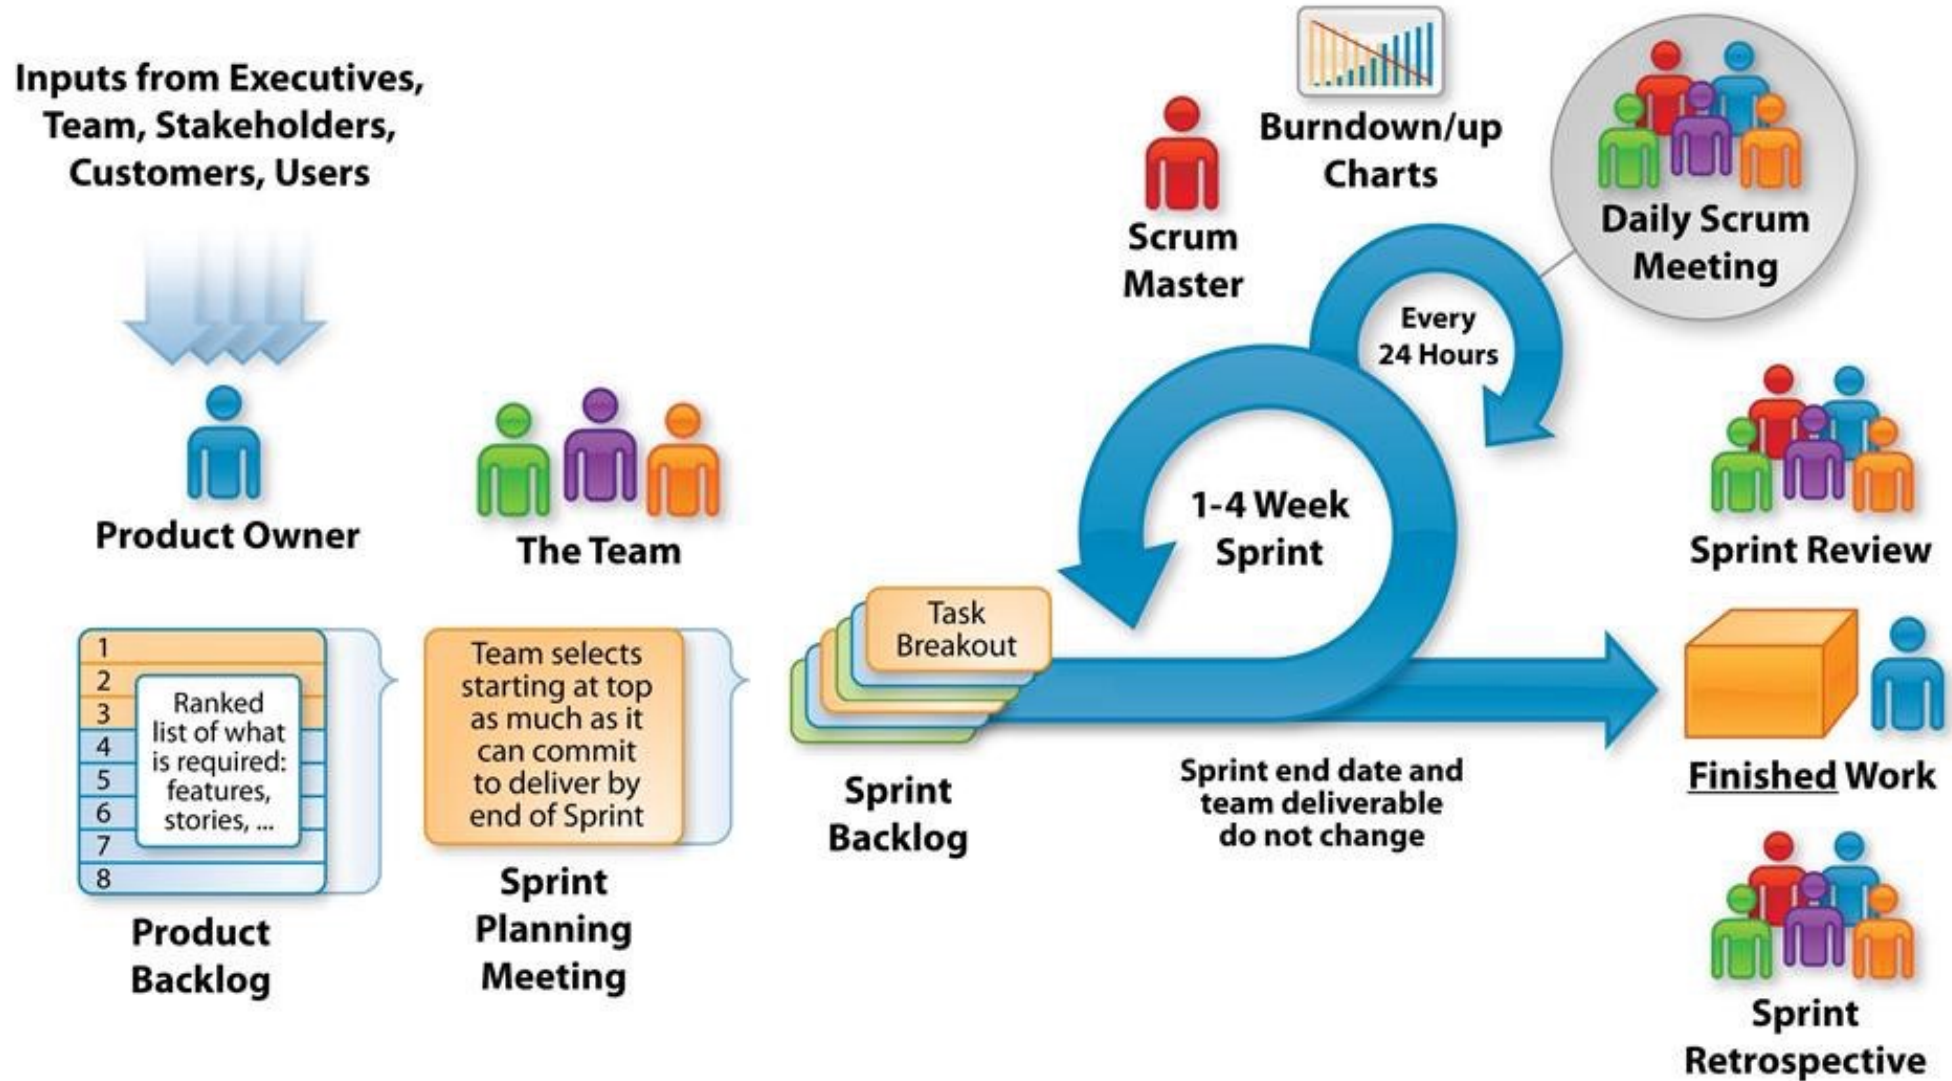 Inputs from Executives,
Team, Stakeholders,
Customers, Users
Product Owner
The Team
1
2
3
4
5
6
7
8
Ranked
list of what
is required:
features,
stories, ...
Product
Backlog
Team selects
starting at top
as much as it
can commit
to deliver by
end of Sprint
Sprint
Planning
Meeting
Task
Breakout
Sprint
Backlog
Scrum
Master
Burndown/up
Charts
Daily Scrum
Meeting
Every
24 Hours
1-4 Week
Sprint
Sprint end date and
team deliverable
do not change
Sprint Review
Finished Work
Sprint
Retrospective